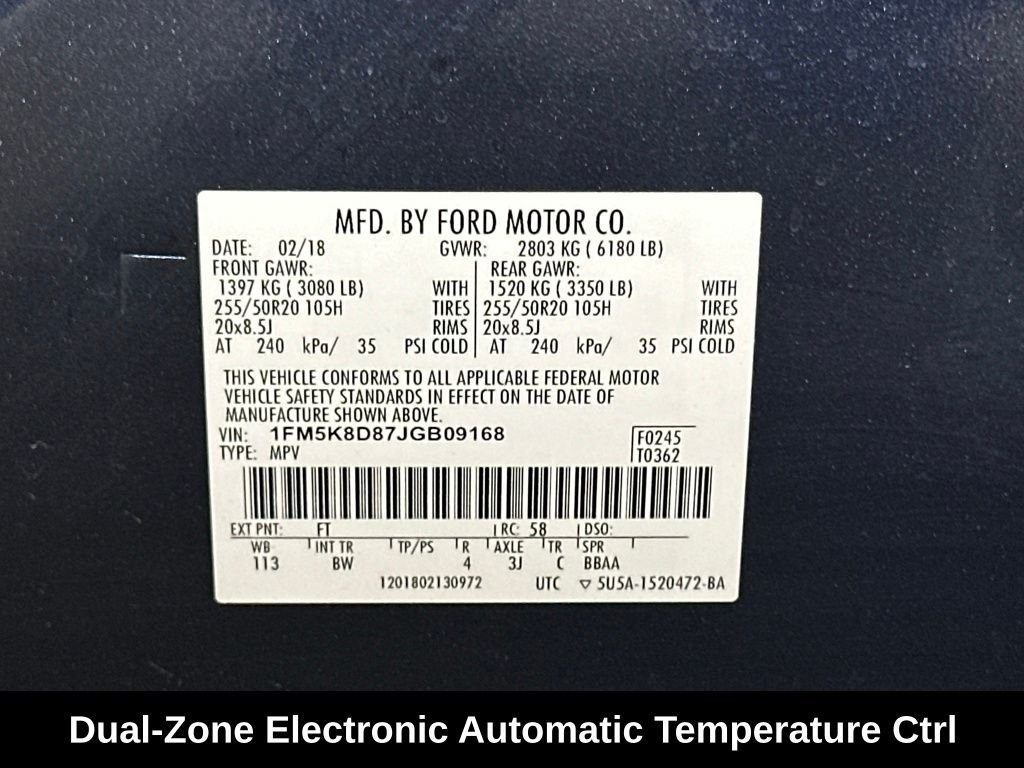 MFD. BY FORD MOTOR CO.
DATE: 02/18 GVWR: 2803 KG ( 6180 LB)
FRONT GAWR: REAR GAWR:
1397 KG ( 3080 LB) WITH 1520 KG ( 3350 LB) WITH
255/50R20 105H TIRES 255/50R20 105H TIRES
20x8.5J RIMS 20x8.5J RIMS
AT 240 kPa/ 35 PSI COLD AT 240 kPa/ 35 PSI COLD
THIS VEHICLE CONFORMS TO ALL APPLICABLE FEDERAL MOTOR
VEHICLE SAFETY STANDARDS IN EFFECT ON THE DATE OF
MANUFACTURE SHOWN ABOVE.
VIN: 1FM5K8D87JGB09168 F0245
TYPE: MPV T0362
EXT PNT: FT RC: 58 DSO:
WB INT TR TP/PS R AXLE TR SPR
113 BW 4 3J C BBAA
1201802130972 UTC ▽ 5U5A-1520472-BA
Dual-Zone Electronic Automatic Temperature Ctrl